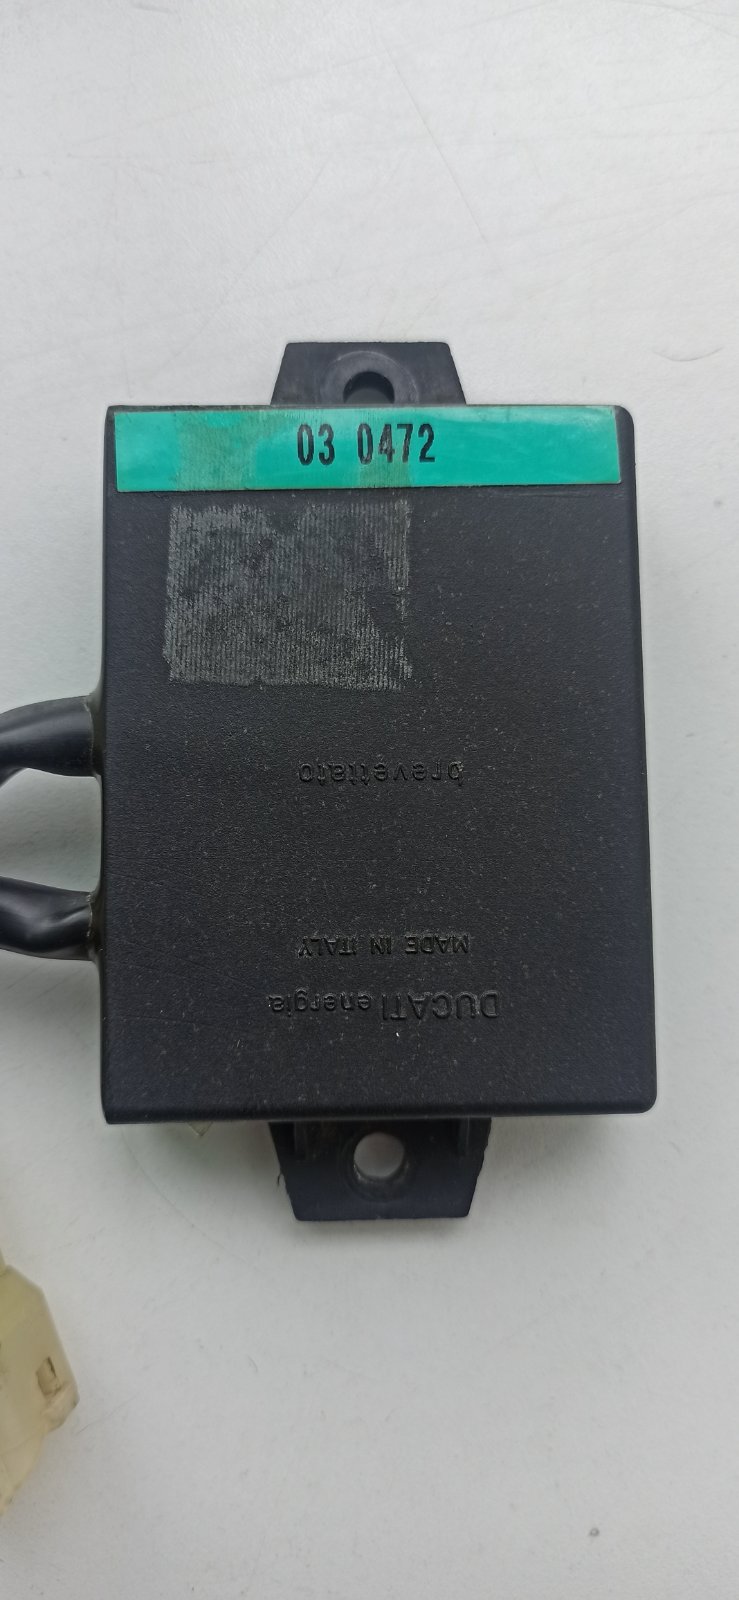 03 0472
brevettato
MADE IN ITALY
DUCATI energia